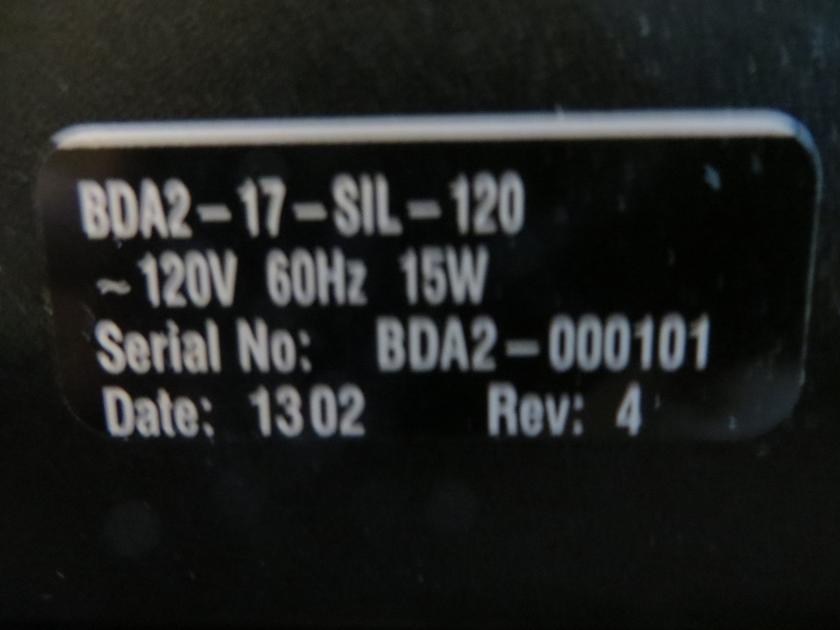 BDA2-17-SIL-120
~120V 60Hz 15W
Serial No: BDA2-000101
Date: 1302 Rev: 4